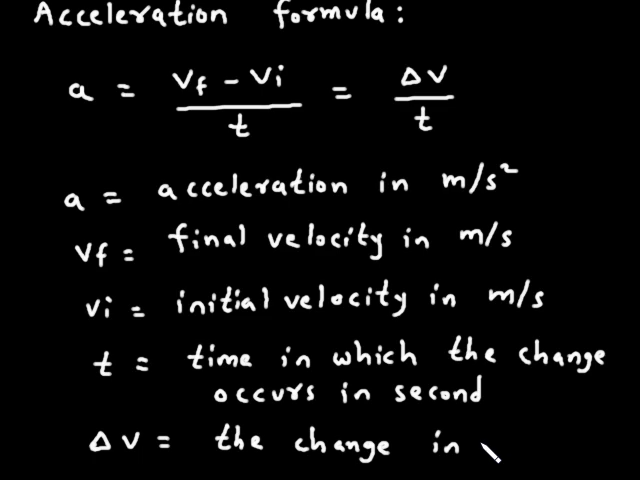 Acceleration formula:
a = Vf - Vi / t = ΔV / t
a = acceleration in m/s²
Vf = final velocity in m/s
Vi = initial velocity in m/s
t = time in which the change
occurs in second
ΔV = the change in